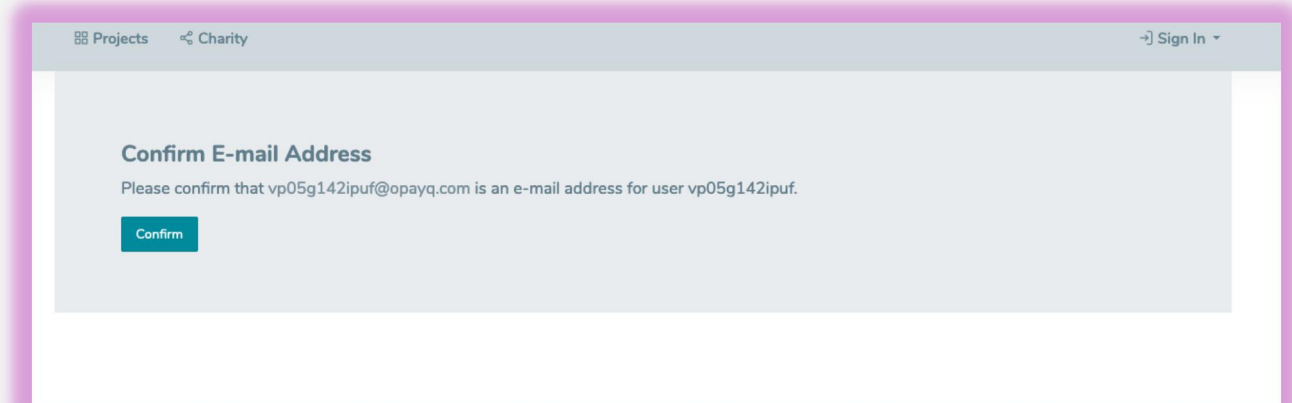 Projects Charity Sign In
Confirm E-mail Address
Please confirm that vp05g142ipuf@opayq.com is an e-mail address for user vp05g142ipuf.
Confirm